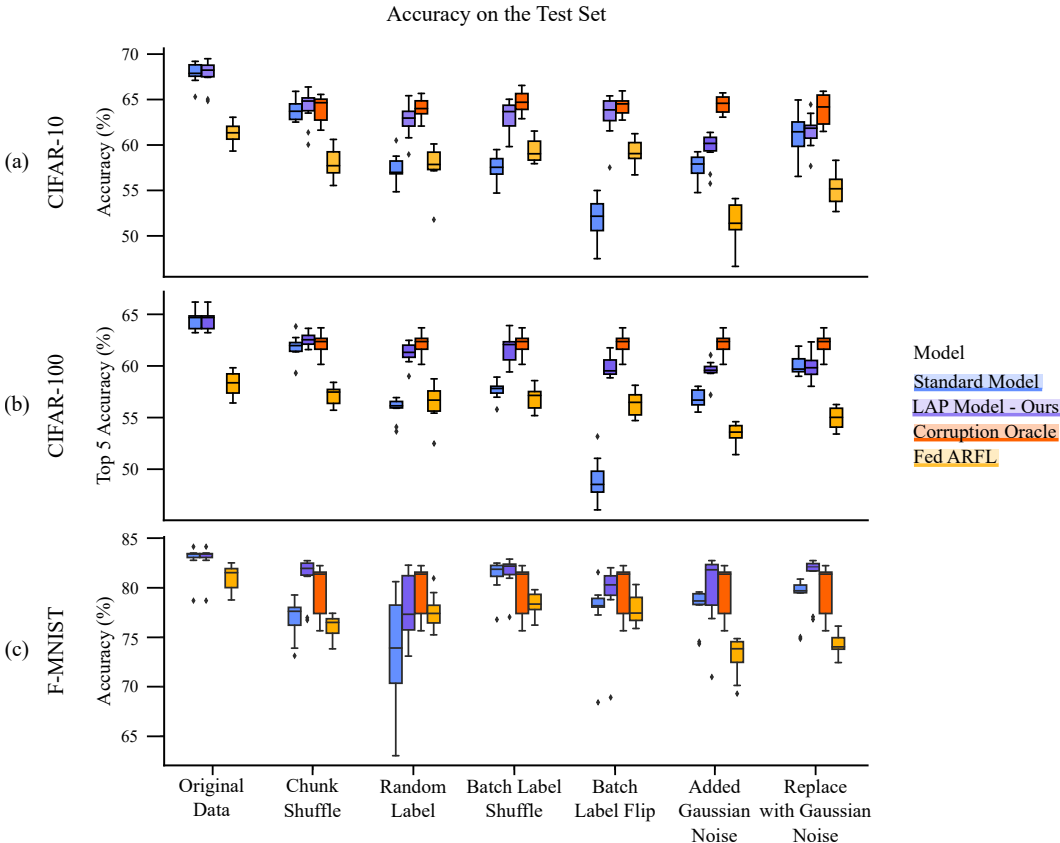 Accuracy on the Test Set
(a)
CIFAR-10
Accuracy (%)
70
65
60
55
50
(b)
CIFAR-100
Top 5 Accuracy (%)
65
60
55
50
(c)
F-MNIST
Accuracy (%)
85
80
75
70
65
Original
Data
Chunk
Shuffle
Random
Label
Batch Label
Shuffle
Batch
Label Flip
Added
Gaussian
Noise
Replace
with Gaussian
Noise
Model
Standard Model
LAP Model - Ours
Corruption Oracle
Fed ARFL